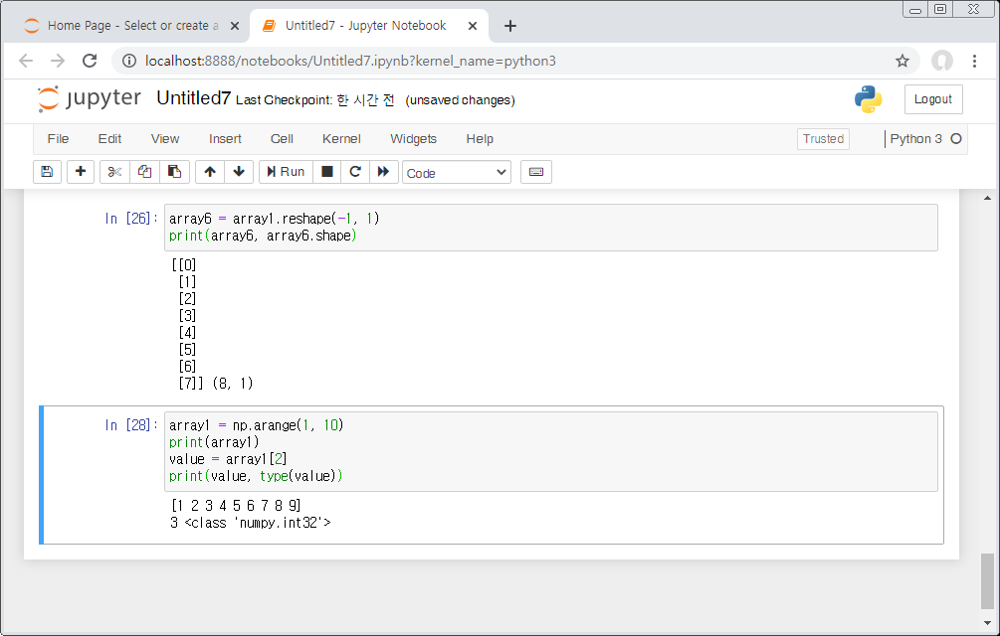 Home Page - Select or create a
Untitled7 - Jupyter Notebook
localhost:8888/notebooks/Untitled7.ipynb?kernel_name=python3
jupyter Untitled7 Last Checkpoint: 한 시간 전 (unsaved changes)
Logout
File Edit View Insert Cell Kernel Widgets Help
Trusted
Python 3
Run
Code
In [26]: array6 = array1.reshape(-1, 1)
print(array6, array6.shape)
[[0]
[1]
[2]
[3]
[4]
[5]
[6]
[7]] (8, 1)
In [28]: array1 = np.arange(1, 10)
print(array1)
value = array1[2]
print(value, type(value))
[1 2 3 4 5 6 7 8 9]
3 <class 'numpy.int32'>